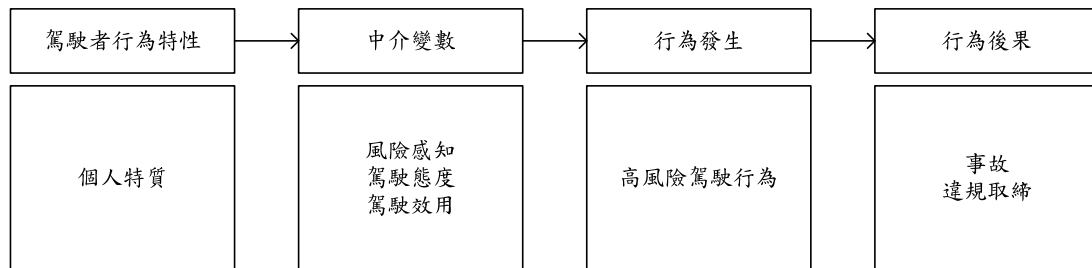 駕駛者行為特性
中介變數
行為發生
行為後果
個人特質
風險感知
駕駛態度
駕駛效用
高風險駕駛行為
事故
違規取締